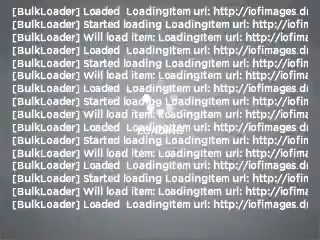 [BulkLoader] Loaded  LoadingItem url: http://iofimages.d
[BulkLoader] Started loading LoadingItem url: http://iofi
[BulkLoader] Will load item: LoadingItem url: http://iofima
[BulkLoader] Loaded  LoadingItem url: http://iofimages.d
[BulkLoader] Started loading LoadingItem url: http://iofi
[BulkLoader] Will load item: LoadingItem url: http://iofima
[BulkLoader] Loaded  LoadingItem url: http://iofimages.d
[BulkLoader] Started loading LoadingItem url: http://iofi
[BulkLoader] Will load item: LoadingItem url: http://iofima
[BulkLoader] Loaded  LoadingItem url: http://iofimages.d
[BulkLoader] Started loading LoadingItem url: http://iofi
[BulkLoader] Will load item: LoadingItem url: http://iofima
[BulkLoader] Loaded  LoadingItem url: http://iofimages.d
[BulkLoader] Started loading LoadingItem url: http://iofi
[BulkLoader] Will load item: LoadingItem url: http://iofima
[BulkLoader] Loaded  LoadingItem url: http://iofimages.d